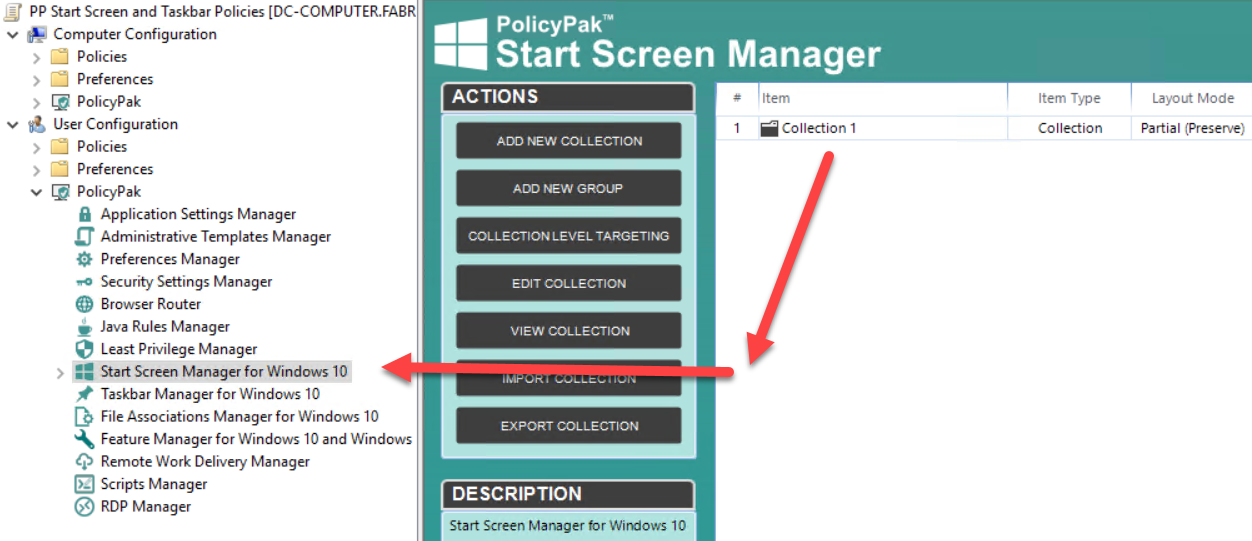 PP Start Screen and Taskbar Policies [DC-COMPUTER.FABR
Computer Configuration
Policies
Preferences
PolicyPak
User Configuration
Policies
Preferences
PolicyPak
Application Settings Manager
Administrative Templates Manager
Preferences Manager
Security Settings Manager
Browser Router
Java Rules Manager
Least Privilege Manager
Start Screen Manager for Windows 10
Taskbar Manager for Windows 10
File Associations Manager for Windows 10
Feature Manager for Windows 10 and Windows
Remote Work Delivery Manager
Scripts Manager
RDP Manager
PolicyPak™
Start Screen Manager
ACTIONS
ADD NEW COLLECTION
ADD NEW GROUP
COLLECTION LEVEL TARGETING
EDIT COLLECTION
VIEW COLLECTION
IMPORT COLLECTION
EXPORT COLLECTION
DESCRIPTION
Start Screen Manager for Windows 10
# Item Item Type Layout Mode
1 Collection 1 Collection Partial (Preserve)